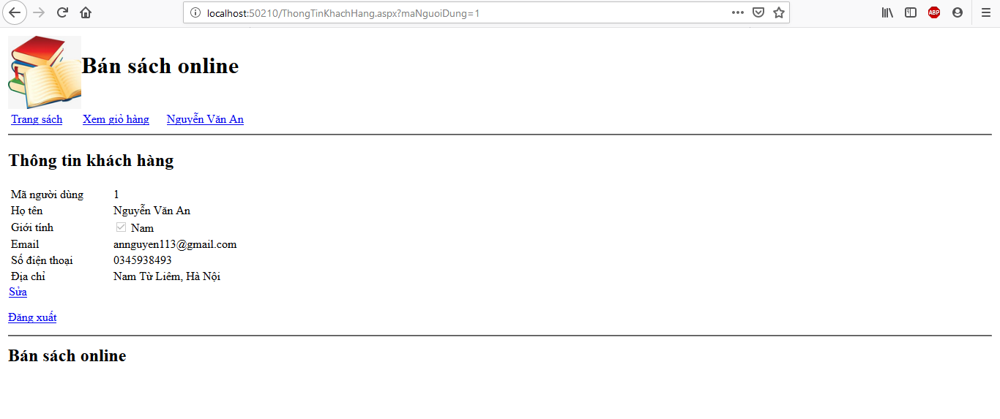 localhost:50210/ThongTinKhachHang.aspx?maNguoiDung=1
ABP
Bán sách online
Trang sách Xem giỏ hàng Nguyễn Văn An
Thông tin khách hàng
Mã người dùng 1
Họ tên Nguyễn Văn An
Giới tính Nam
Email annguyen113@gmail.com
Số điện thoại 0345938493
Địa chỉ Nam Từ Liêm, Hà Nội
Sửa
Đăng xuất
Bán sách online